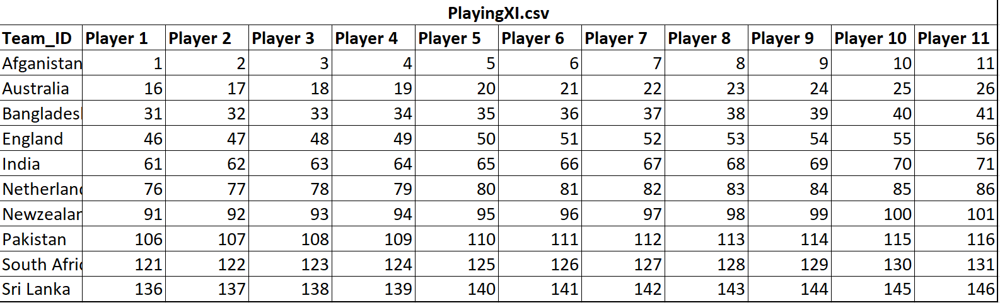 PlayingXI.csv
Team_ID Player 1 Player 2 Player 3 Player 4 Player 5 Player 6 Player 7 Player 8 Player 9 Player 10 Player 11
Afganistan 1 2 3 4 5 6 7 8 9 10 11
Australia 16 17 18 19 20 21 22 23 24 25 26
Banglades 31 32 33 34 35 36 37 38 39 40 41
England 46 47 48 49 50 51 52 53 54 55 56
India 61 62 63 64 65 66 67 68 69 70 71
Netherland 76 77 78 79 80 81 82 83 84 85 86
Newzealan 91 92 93 94 95 96 97 98 99 100 101
Pakistan 106 107 108 109 110 111 112 113 114 115 116
South Afric 121 122 123 124 125 126 127 128 129 130 131
Sri Lanka 136 137 138 139 140 141 142 143 144 145 146